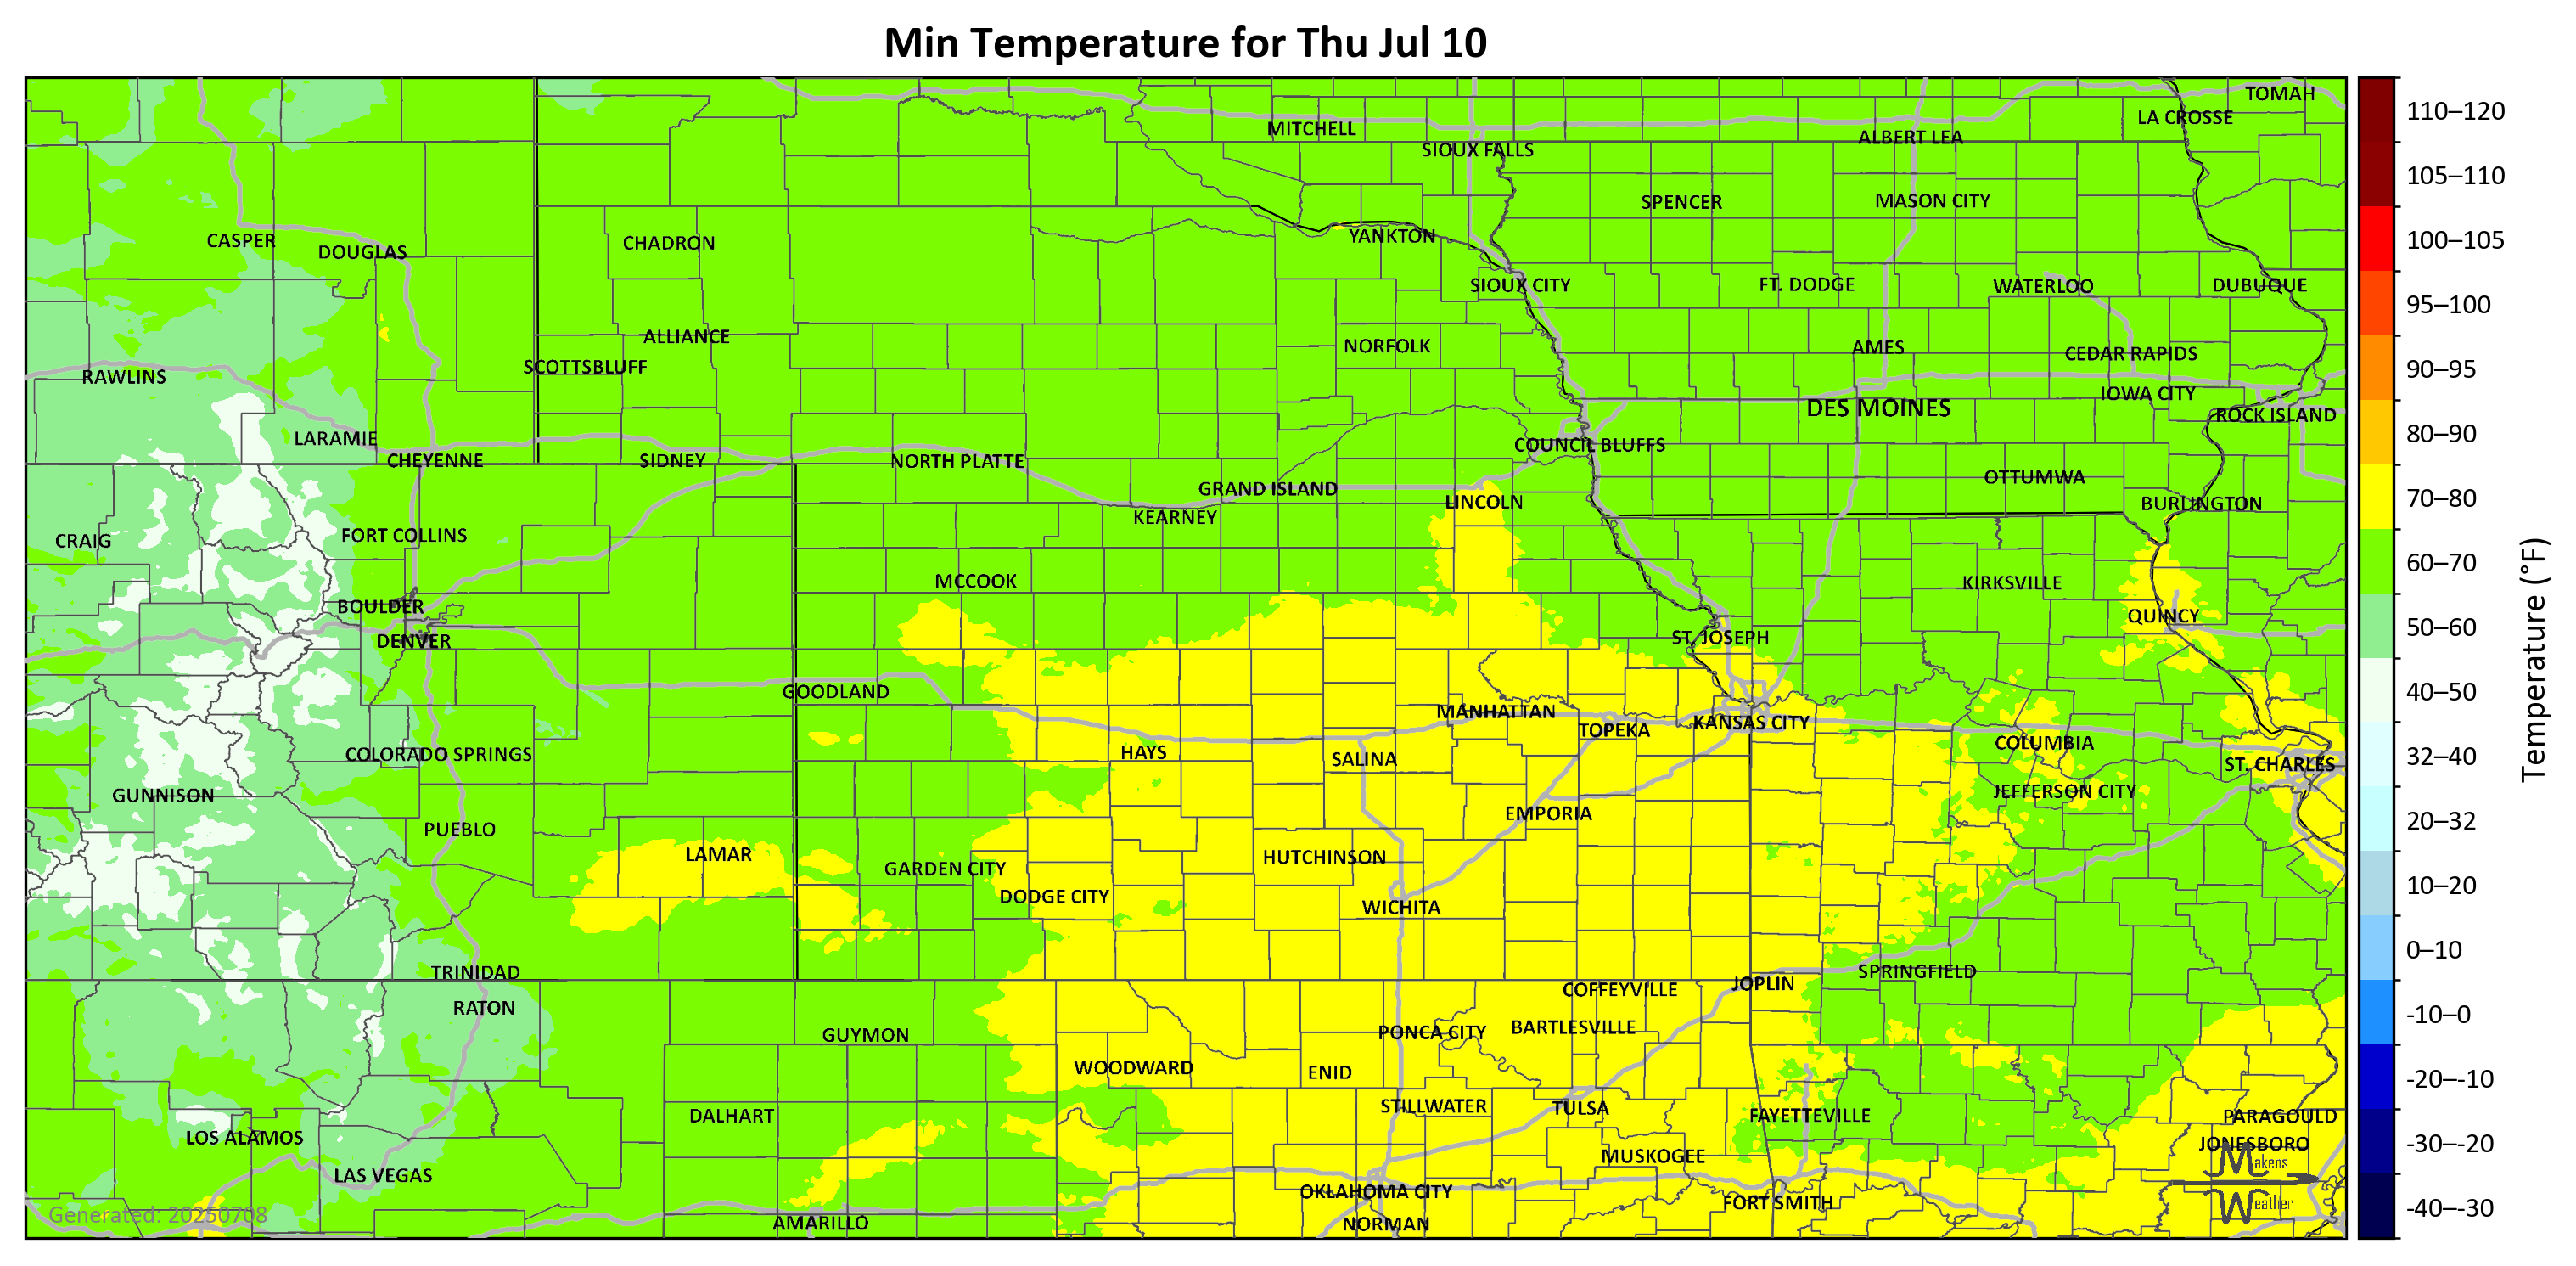 Min Temperature for Thu Jul 10
TOMAH
LA CROSSE
MITCHELL
ALBERT LEA
SIOUX FALLS
SPENCER
MASON CITY
CASPER
DOUGLAS
CHADRON
YANKTON
SIOUX CITY
FT. DODGE
WATERLOO
DUBUQUE
ALLIANCE
NORFOLK
AMES
CEDAR RAPIDS
SCOTTSBLUFF
RAWLINS
IOWA CITY
DES MOINES
ROCK ISLAND
LARAMIE
COUNCIL BLUFFS
CHEYENNE
SIDNEY
NORTH PLATTE
OTTUMWA
GRAND ISLAND
LINCOLN
BURLINGTON
KEARNEY
FORT COLLINS
CRAIG
MCCOOK
KIRKSVILLE
BOULDER
QUINCY
DENVER
ST. JOSEPH
GOODLAND
MANHATTAN
TOPEKA
KANSAS CITY
COLUMBIA
COLORADO SPRINGS
HAYS
SALINA
ST. CHARLES
GUNNISON
JEFFERSON CITY
EMPORIA
PUEBLO
LAMAR
HUTCHINSON
GARDEN CITY
DODGE CITY
WICHITA
TRINIDAD
SPRINGFIELD
JOPLIN
COFFEYVILLE
RATON
GUYMON
PONCA CITY
BARTLESVILLE
WOODWARD
ENID
STILLWATER
TULSA
DALHART
FAYETTEVILLE
PARAGOULD
LOS ALAMOS
JONESBORO
MUSKOGEE
LAS VEGAS
OKLAHOMA CITY
FORT SMITH
AMARILLO
NORMAN
Generated: 20250708
Makens
Weather
110–120
105–110
100–105
95–100
90–95
80–90
70–80
60–70
50–60
40–50
32–40
20–32
10–20
0–10
-10–0
-20–-10
-30–-20
-40–-30
Temperature (°F)